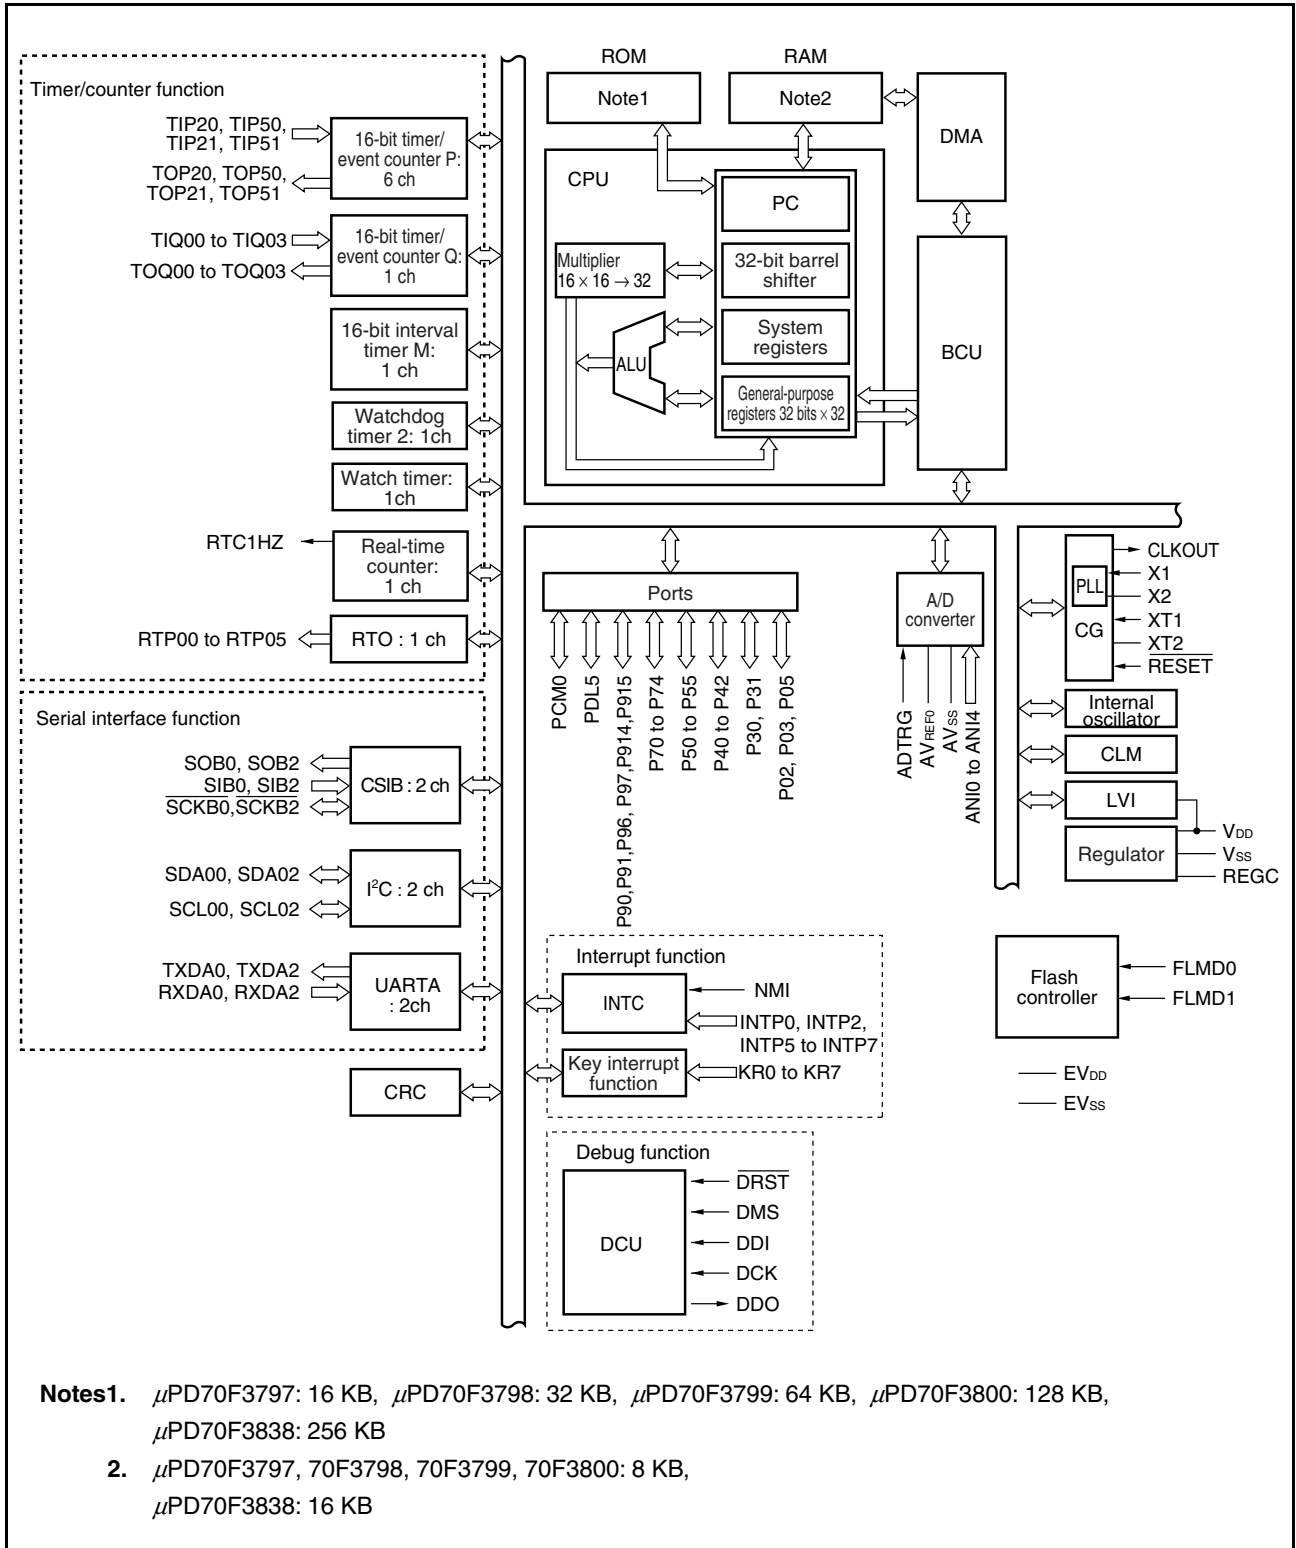 Timer/counter function
TIP20, TIP50,
TIP21, TIP51
TOP20, TOP50,
TOP21, TOP51
16-bit timer/
event counter P:
6 ch
TIQ00 to TIQ03
TOQ00 to TOQ03
16-bit timer/
event counter Q:
1 ch
16-bit interval
timer M:
1 ch
Watchdog
timer 2: 1ch
Watch timer:
1ch
RTC1HZ
Real-time
counter:
1 ch
RTP00 to RTP05
RTO : 1 ch
Serial interface function
SOB0, SOB2
SIB0, SIB2
SCKB0,SCKB2
CSIB : 2 ch
SDA00, SDA02
SCL00, SCL02
I²C : 2 ch
TXDA0, TXDA2
RXDA0, RXDA2
UARTA
: 2ch
CRC
ROM
Note1
RAM
Note2
DMA
CPU
PC
Multiplier
16 × 16 → 32
32-bit barrel
shifter
ALU
System
registers
General-purpose
registers 32 bits × 32
BCU
Ports
PCM0
PDL5
P90,P91,P96, P97,P914,P915
P70 to P74
P50 to P55
P40 to P42
P30, P31
P02, P03, P05
A/D
converter
ADTRG
AVREF0
AVSS
ANI0 to ANI4
PLL
CG
CLKOUT
X1
X2
XT1
XT2
RESET
Internal
oscillator
CLM
LVI
Regulator
VDD
VSS
REGC
Interrupt function
INTC
NMI
INTP0, INTP2,
INTP5 to INTP7
Key interrupt
function
KR0 to KR7
Flash
controller
FLMD0
FLMD1
EVDD
EVSS
Debug function
DCU
DRST
DMS
DDI
DCK
DDO
Notes1. μPD70F3797: 16 KB, μPD70F3798: 32 KB, μPD70F3799: 64 KB, μPD70F3800: 128 KB,
μPD70F3838: 256 KB
2. μPD70F3797, 70F3798, 70F3799, 70F3800: 8 KB,
μPD70F3838: 16 KB